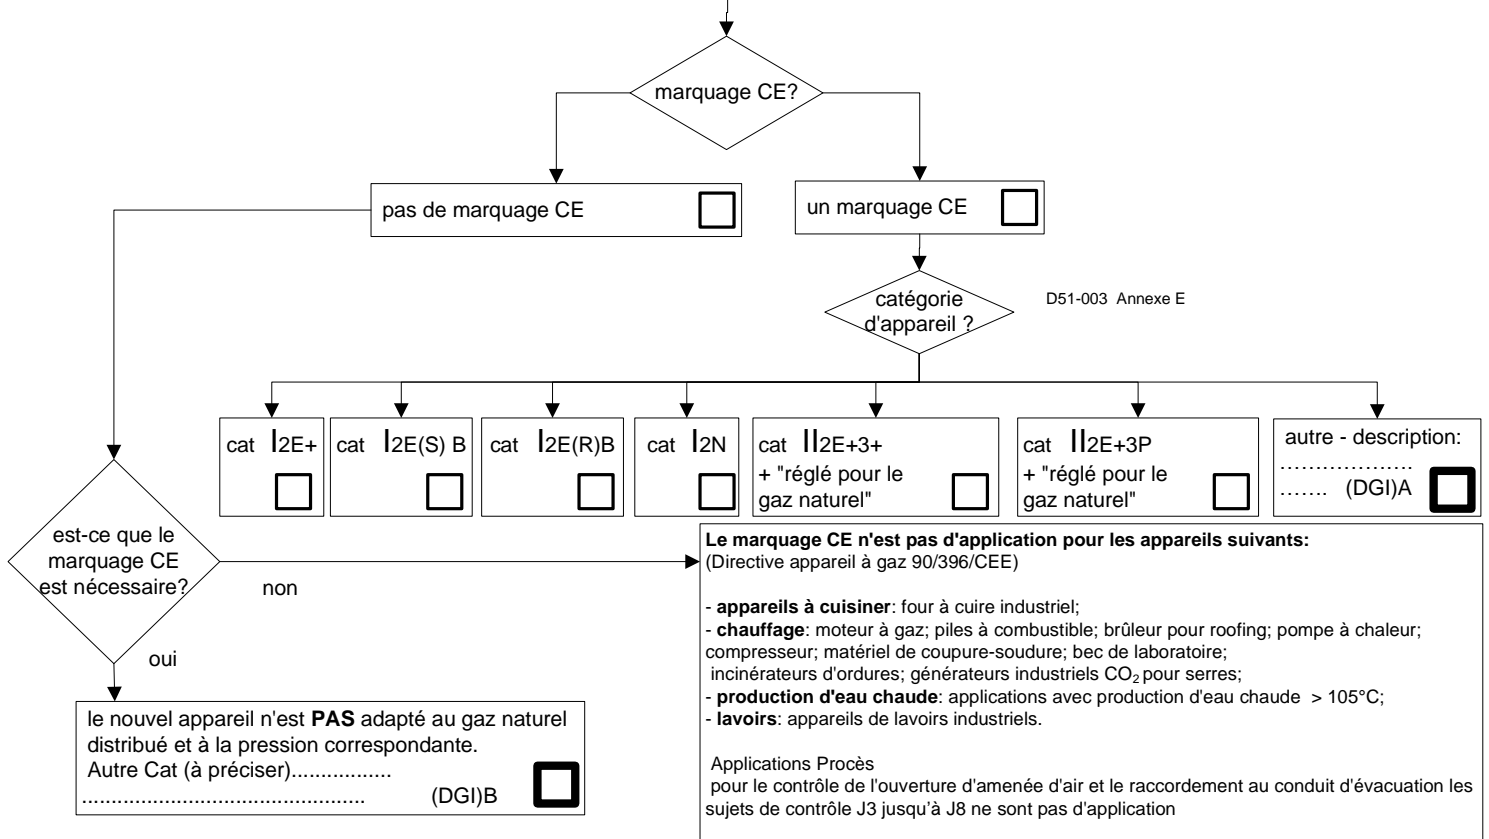 marquage CE?
pas de marquage CE
un marquage CE
catégorie
d'appareil ?
D51-003 Annexe E
cat I2E+
cat I2E(S) B
cat I2E(R)B
cat I2N
cat II2E+3+
+ "réglé pour le
gaz naturel"
cat II2E+3P
+ "réglé pour le
gaz naturel"
autre - description:
...................
....... (DGI)A
est-ce que le
marquage CE
est nécessaire?
non
oui
le nouvel appareil n'est PAS adapté au gaz naturel
distribué et à la pression correspondante.
Autre Cat (à préciser).................
................................................ (DGI)B
Le marquage CE n'est pas d'application pour les appareils suivants:
(Directive appareil à gaz 90/396/CEE)
- appareils à cuisiner: four à cuire industriel;
- chauffage: moteur à gaz; piles à combustible; brûleur pour roofing; pompe à chaleur;
compresseur; matériel de coupure-soudure; bec de laboratoire;
incinérateurs d'ordures; générateurs industriels CO2 pour serres;
- production d'eau chaude: applications avec production d'eau chaude > 105°C;
- lavoirs: appareils de lavoirs industriels.
Applications Procès
pour le contrôle de l'ouverture d'amenée d'air et le raccordement au conduit d'évacuation les
sujets de contrôle J3 jusqu'à J8 ne sont pas d'application